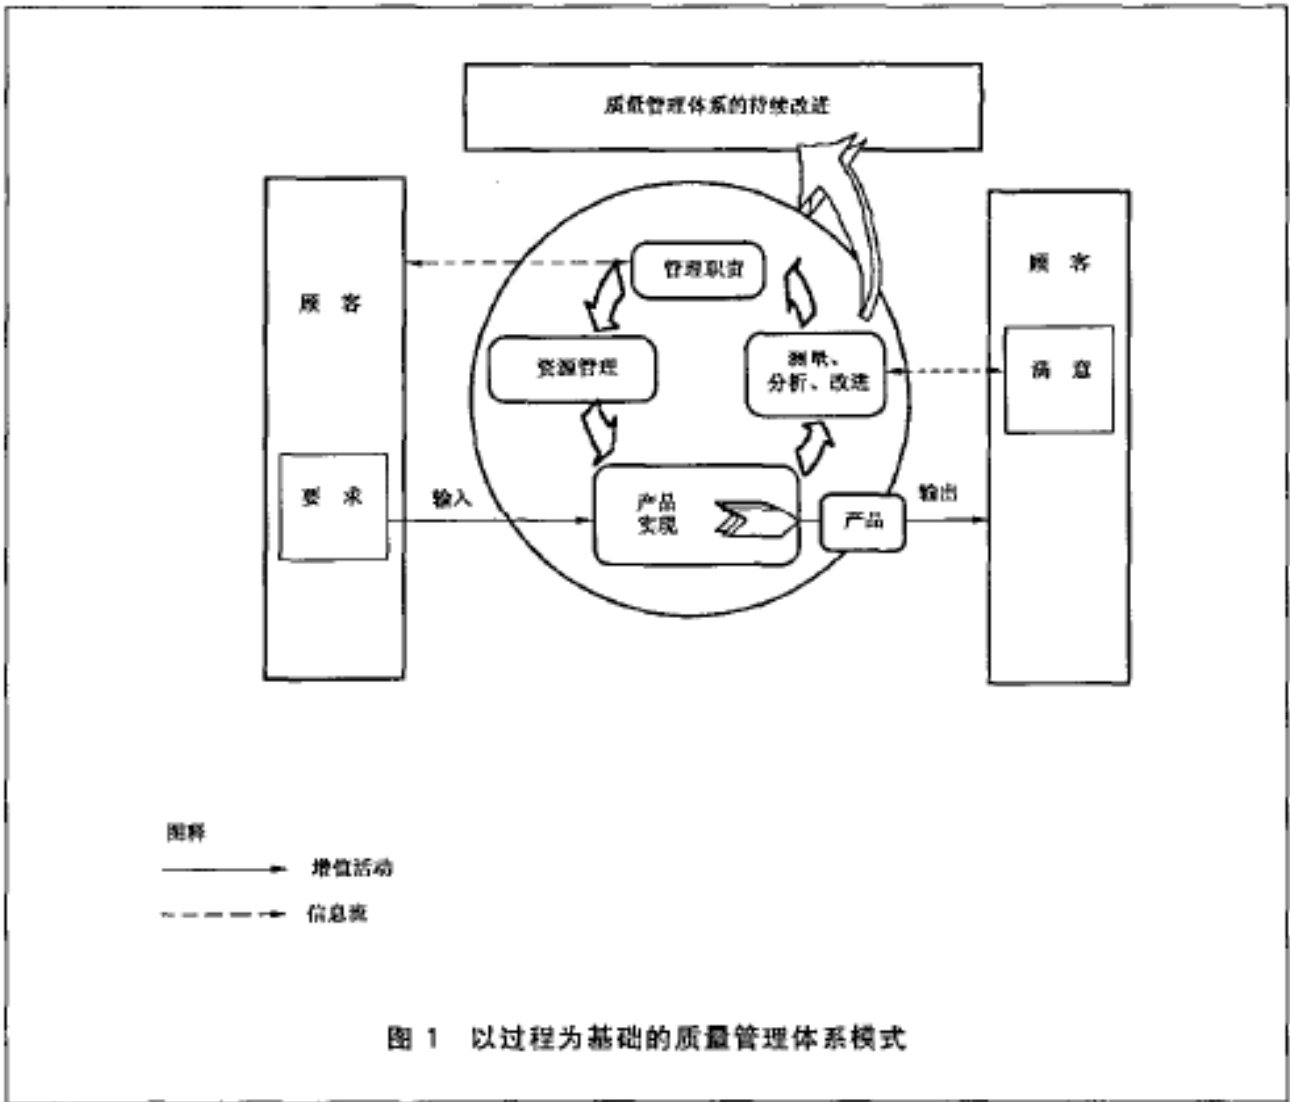 质量管理体系的持续改进
顾 客
管理职责
顾 客
资源管理
测量、
分析、改进
满 意
要 求
输入
产品
实现
产品
输出
图释
增值活动
信息流
图 1 以过程为基础的质量管理体系模式